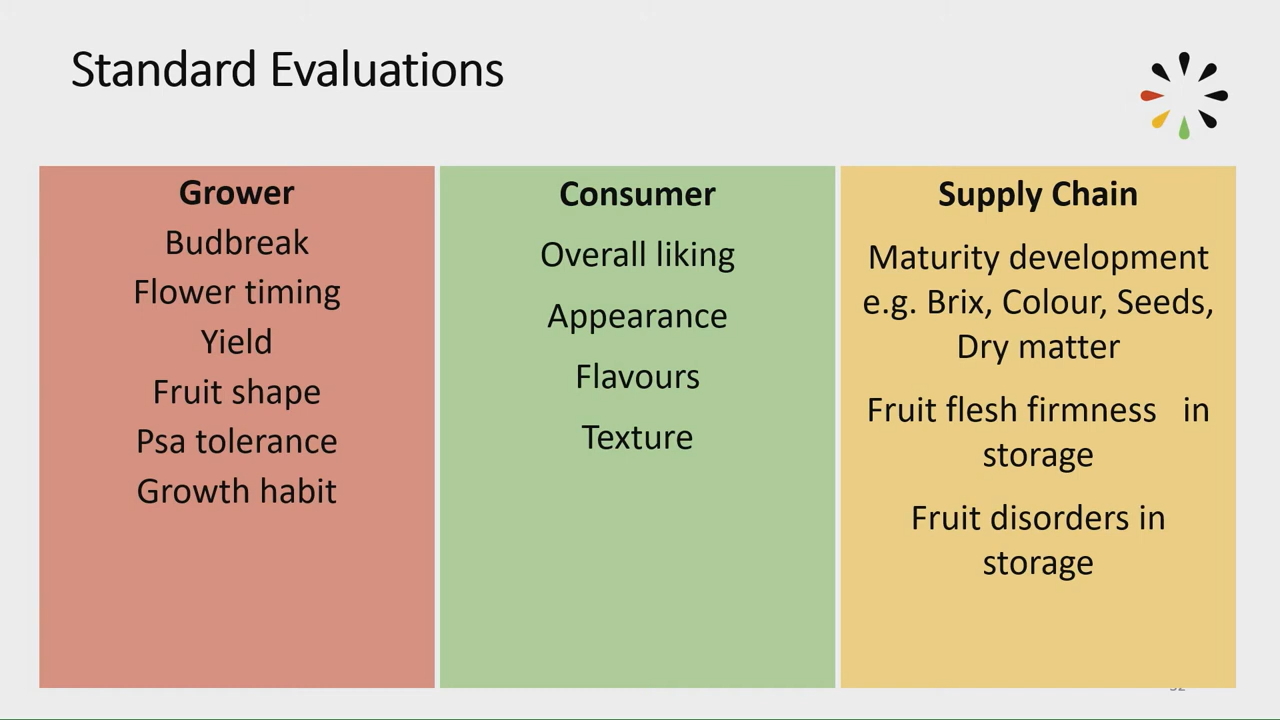 Standard Evaluations
Grower
Budbreak
Flower timing
Yield
Fruit shape
Psa tolerance
Growth habit
Consumer
Overall liking
Appearance
Flavours
Texture
Supply Chain
Maturity development
e.g. Brix, Colour, Seeds,
Dry matter
Fruit flesh firmness in
storage
Fruit disorders in
storage